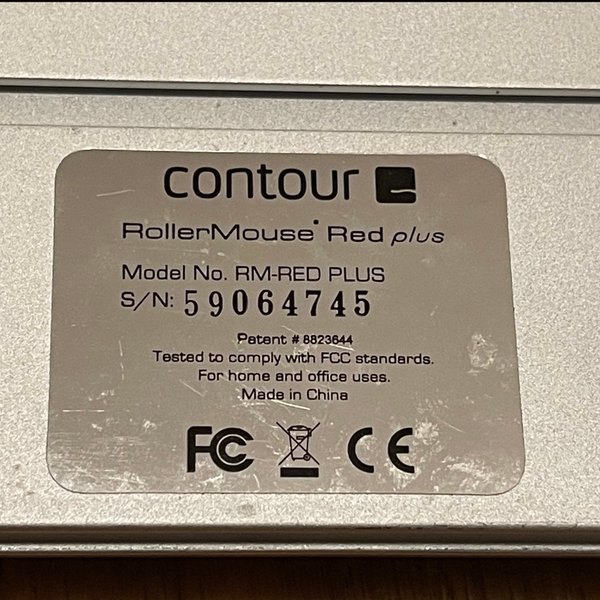 contour
RollerMouse Red plus
Model No. RM-RED PLUS
S/N: 59064745
Patent # 8823644
Tested to comply with FCC standards.
For home and office uses.
Made in China
FC CE